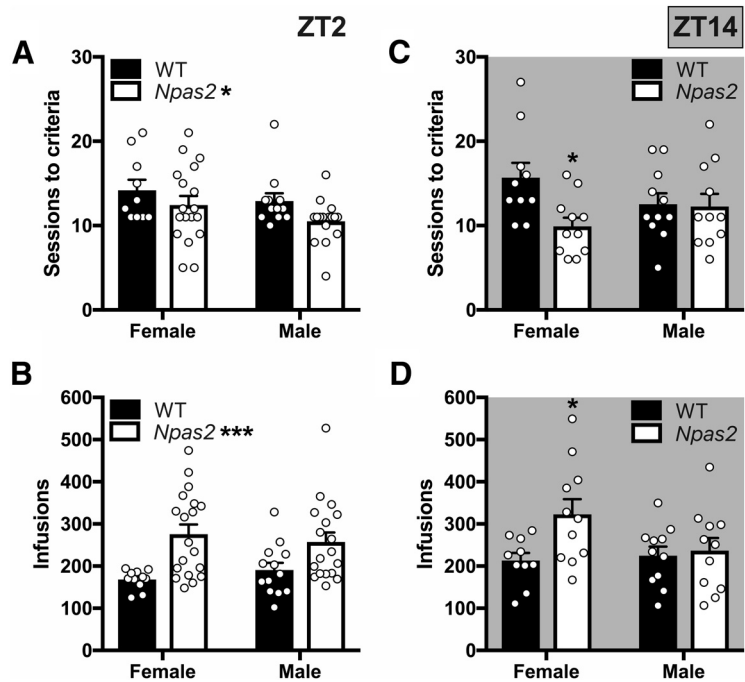 ZT2
ZT14
A
WT
Npas2 *
Sessions to criteria
30
20
10
0
Female
Male
C
WT
Npas2
*
Sessions to criteria
30
20
10
0
Female
Male
B
WT
Npas2 ***
Infusions
600
500
400
300
200
100
0
Female
Male
D
*
WT
Npas2
Infusions
600
500
400
300
200
100
0
Female
Male